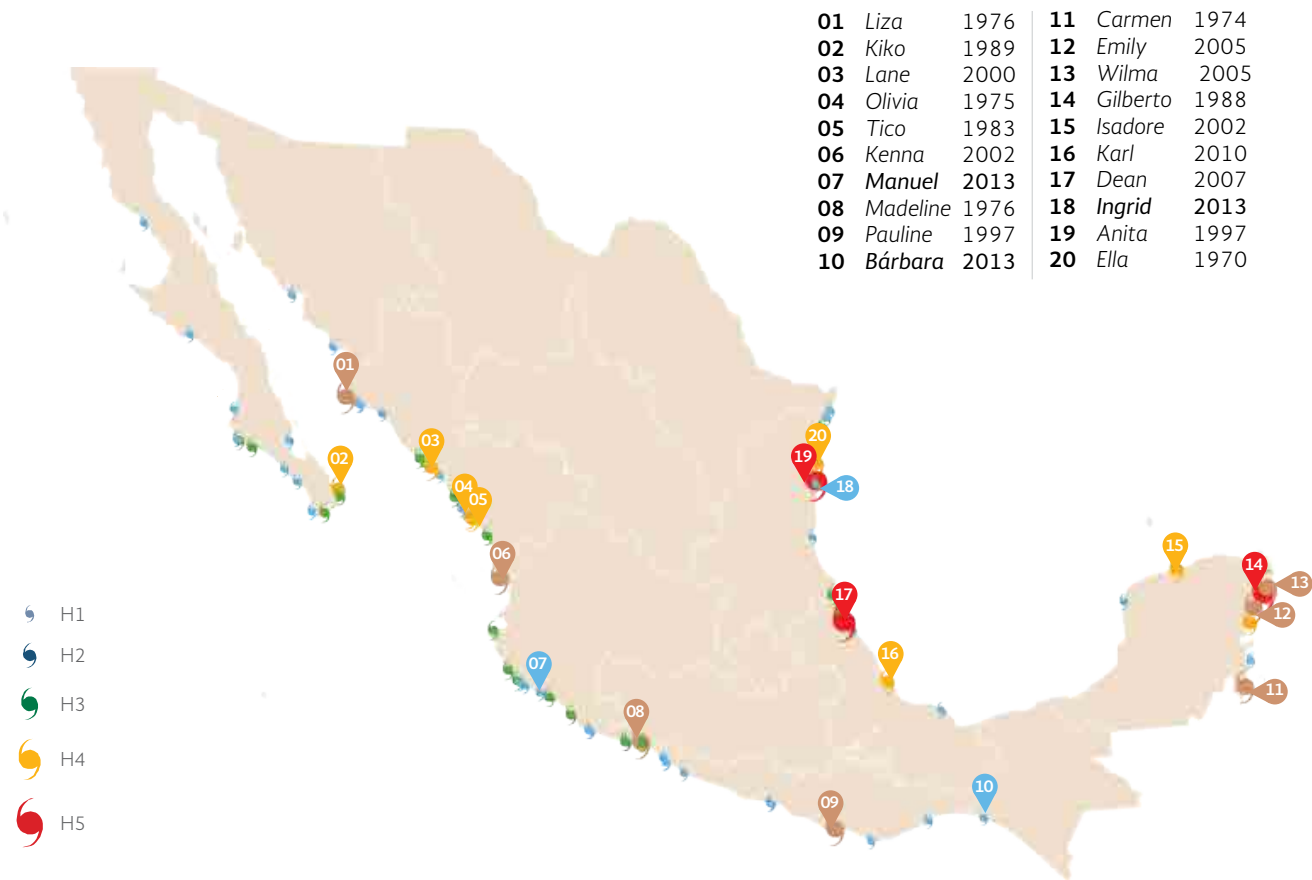 01 Liza 1976
02 Kiko 1989
03 Lane 2000
04 Olivia 1975
05 Tico 1983
06 Kenna 2002
07 Manuel 2013
08 Madeline 1976
09 Pauline 1997
10 Bárbara 2013
11 Carmen 1974
12 Emily 2005
13 Wilma 2005
14 Gilberto 1988
15 Isadore 2002
16 Karl 2010
17 Dean 2007
18 Ingrid 2013
19 Anita 1997
20 Ella 1970
01
03
20
02
19
04
18
05
06
15
14
13
17
12
H1
H2
16
07
11
H3
08
H4
10
09
H5